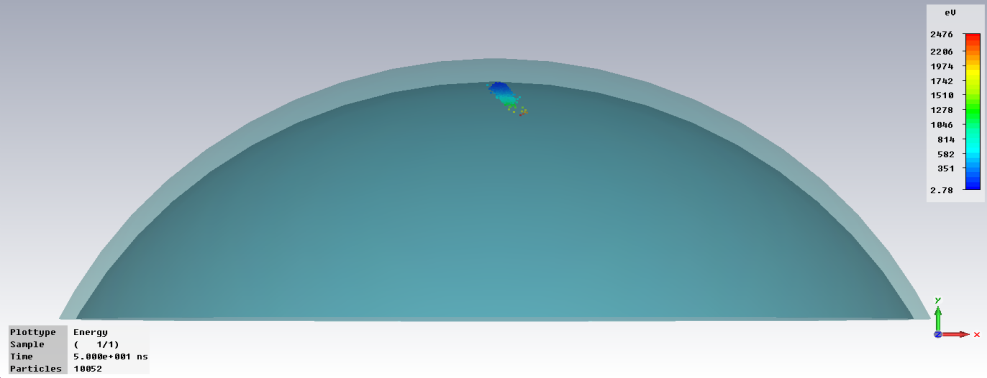 eV
2476
2206
1974
1742
1510
1278
1046
814
582
351
2.78
y
x
Plottype Energy
Sample ( 1/1)
Time 5.000e+001 ns
Particles 10052